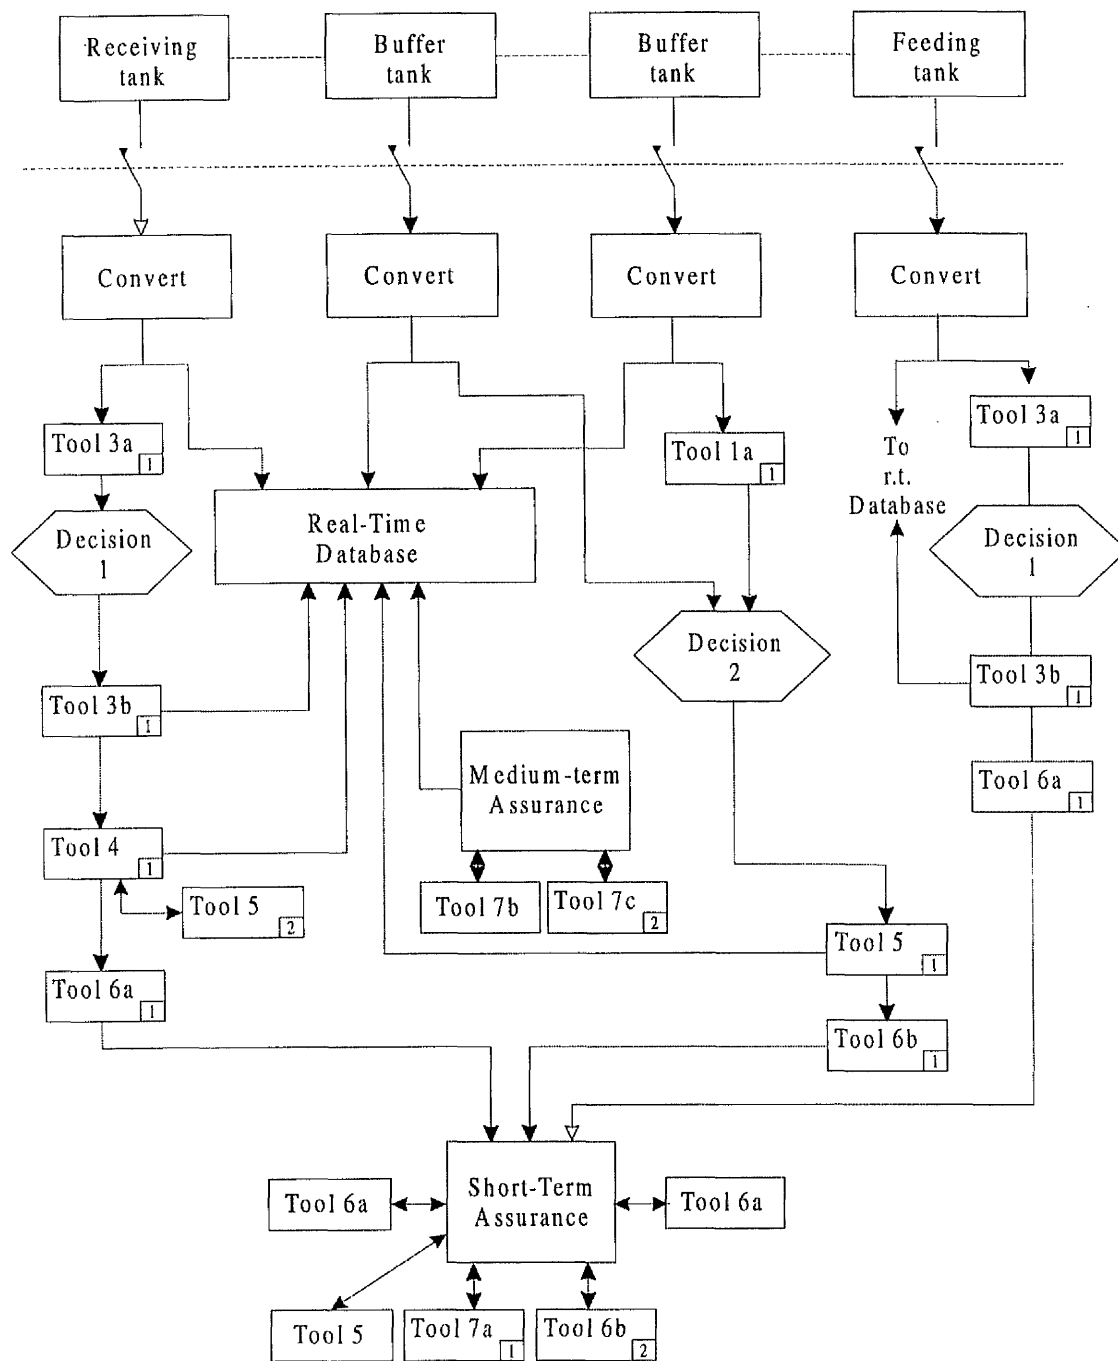 Receiving
tank
Buffer
tank
Buffer
tank
Feeding
tank
Convert
Convert
Convert
Convert
Tool 3a
1
Tool 1a
1
To
r.t.
Database
Tool 3a
1
Decision
1
Real-Time
Database
Decision
1
Decision
2
Tool 3b
1
Tool 3b
1
Medium-term
Assurance
Tool 6a
1
Tool 4
1
Tool 5
2
Tool 7b
Tool 7c
2
Tool 5
1
Tool 6a
1
Tool 6b
1
Tool 6a
Short-Term
Assurance
Tool 6a
Tool 5
Tool 7a
1
Tool 6b
2